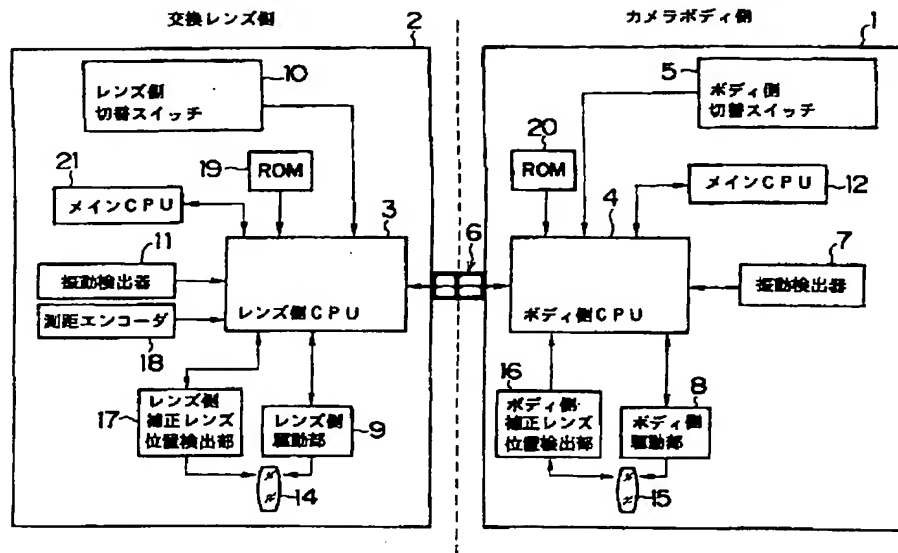 交換レンズ側
カメラボディ側
2
1
10
レンズ側
切替スイッチ
5
ボディ側
切替スイッチ
19
ROM
20
ROM
21
メインCPU
メインCPU
12
3
レンズ側CPU
6
4
ボディ側CPU
11
振動検出器
7
振動検出器
測距エンコーダ
18
17
レンズ側
補正レンズ
位置検出部
レンズ側
駆動部
9
14
16
ボディ側
補正レンズ
位置検出部
8
ボディ側
駆動部
15